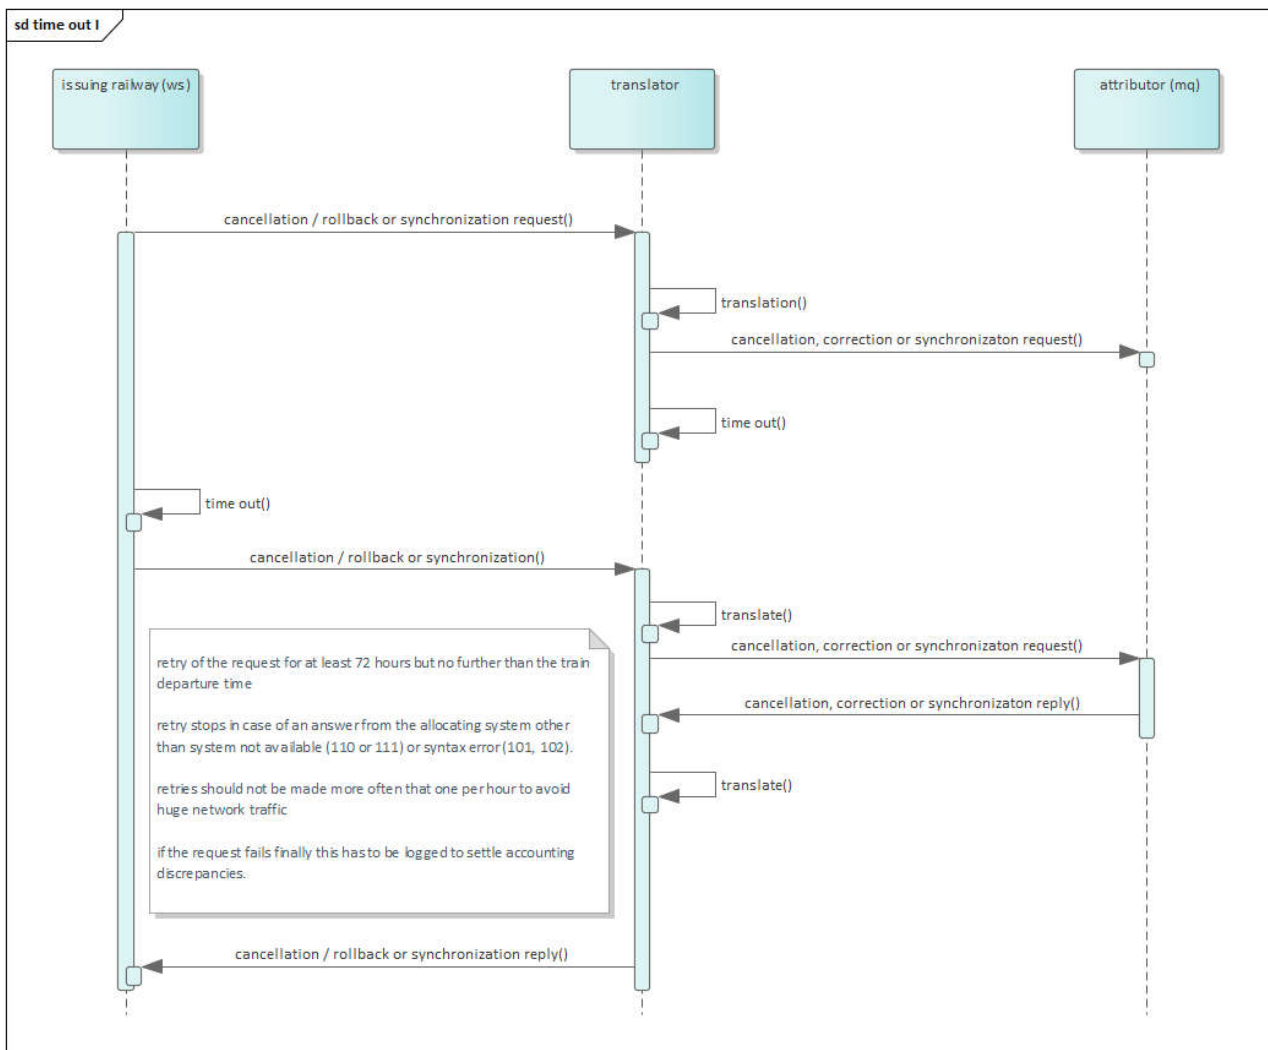 sd time out I
issuing railway (ws)
translator
attributor (mq)
cancellation / rollback or synchronization request()
translation()
cancellation, correction or synchronizaton request()
time out()
time out()
cancellation / rollback or synchronization()
translate()
cancellation, correction or synchronizaton request()
retry of the request for at least 72 hours but no further than the train
departure time
retry stops in case of an answer from the allocating system other
than system not available (110 or 111) or syntax error (101, 102).
retries should not be made more often that one per hour to avoid
huge network traffic
if the request fails finally this has to be logged to settle accounting
discrepancies.
cancellation, correction or synchronizaton reply()
translate()
cancellation / rollback or synchronization reply()